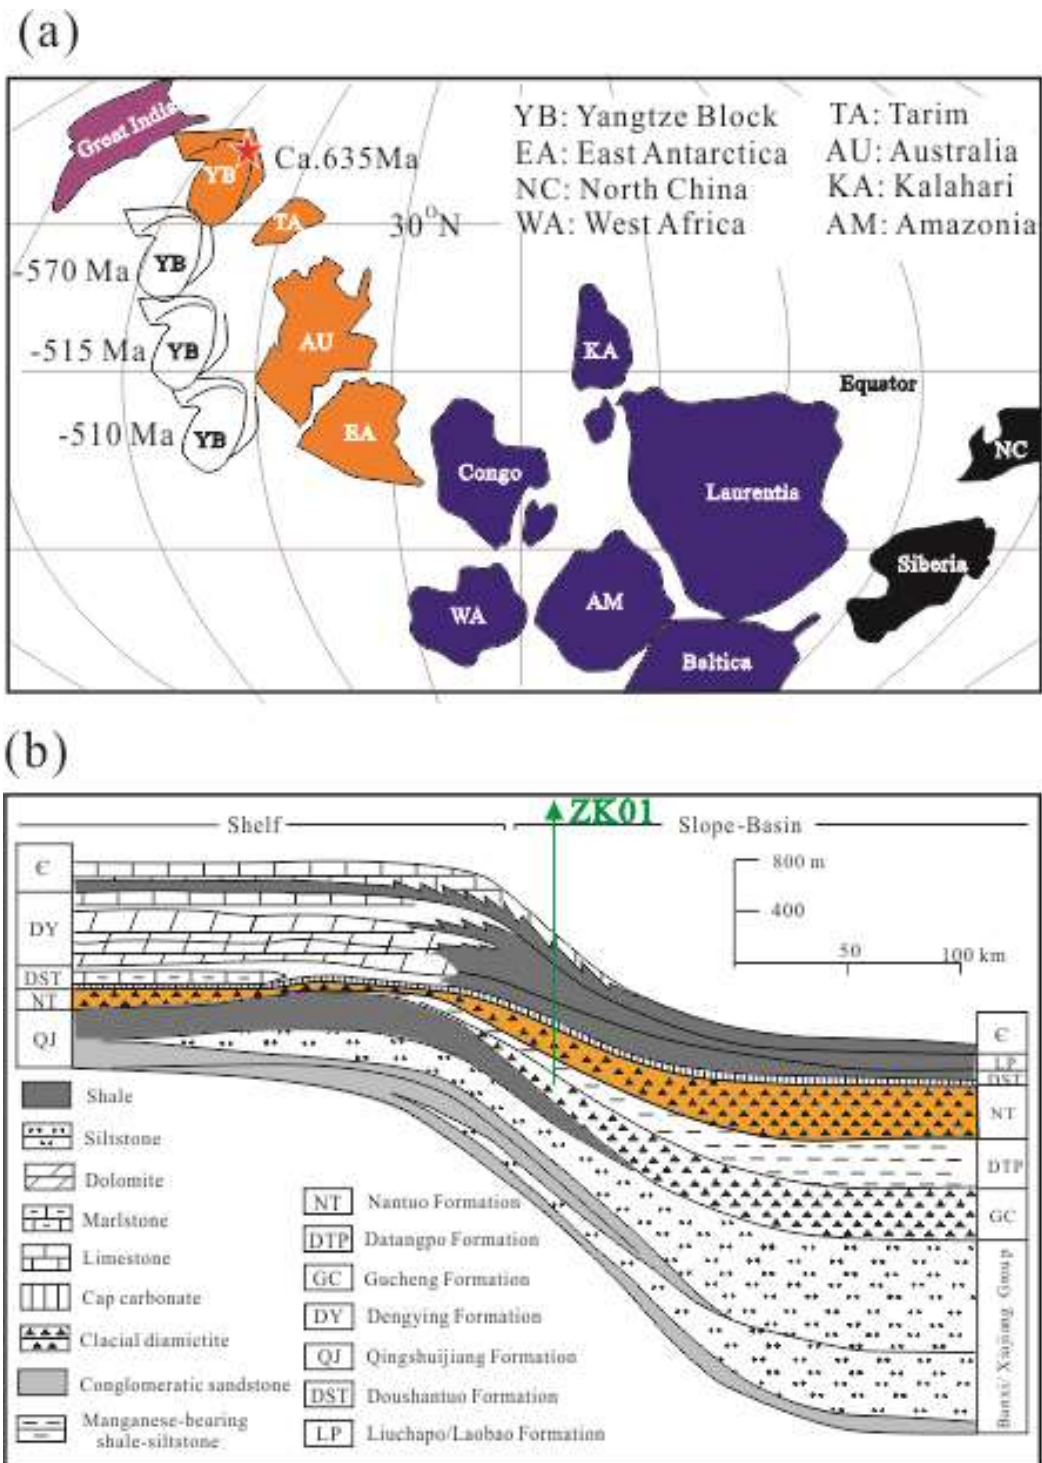 (a)
Great India
YB: Yangtze Block
TA: Tarim
EA: East Antarctica
AU: Australia
NC: North China
KA: Kalahari
WA: West Africa
AM: Amazonia
YB
Ca.635Ma
TA
30°N
-570 Ma
YB
-515 Ma
YB
AU
KA
Equator
-510 Ma
YB
EA
NC
Congo
Laurentia
Siberia
WA
AM
Baltica
(b)
ZK01
Shelf
Slope-Basin
Є
800 m
400
DY
50
100 km
DST
NT
QJ
Є
LP
DST
NT
DTP
GC
Banxi/Xiajiang Group
Shale
Siltstone
Dolomite
Marlstone
Limestone
Cap carbonate
Clacial diamictite
Conglomeratic sandstone
Manganese-bearing
shale-siltstone
NT Nantuo Formation
DTP Datangpo Formation
GC Gucheng Formation
DY Dengying Formation
QJ Qingshuijiang Formation
DST Doushantuo Formation
LP Liuchapo/Laobao Formation